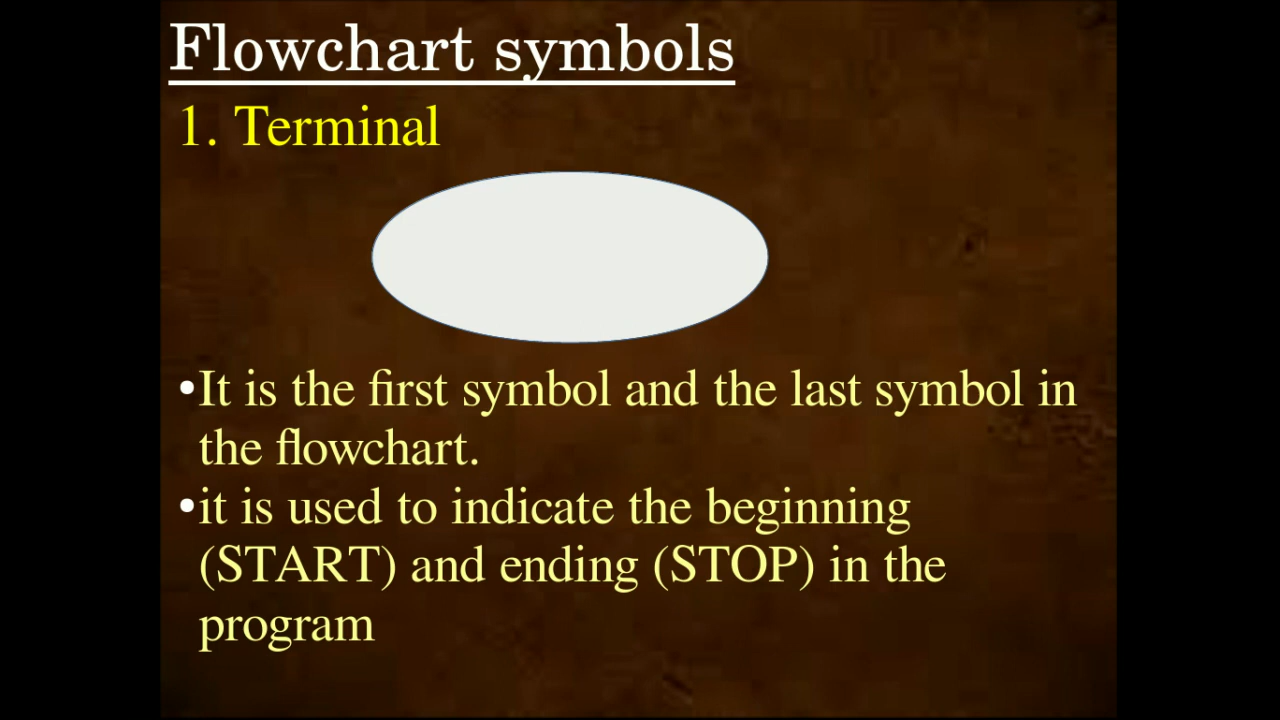 Flowchart symbols
1. Terminal
•It is the first symbol and the last symbol in
the flowchart.
•it is used to indicate the beginning
(START) and ending (STOP) in the
program